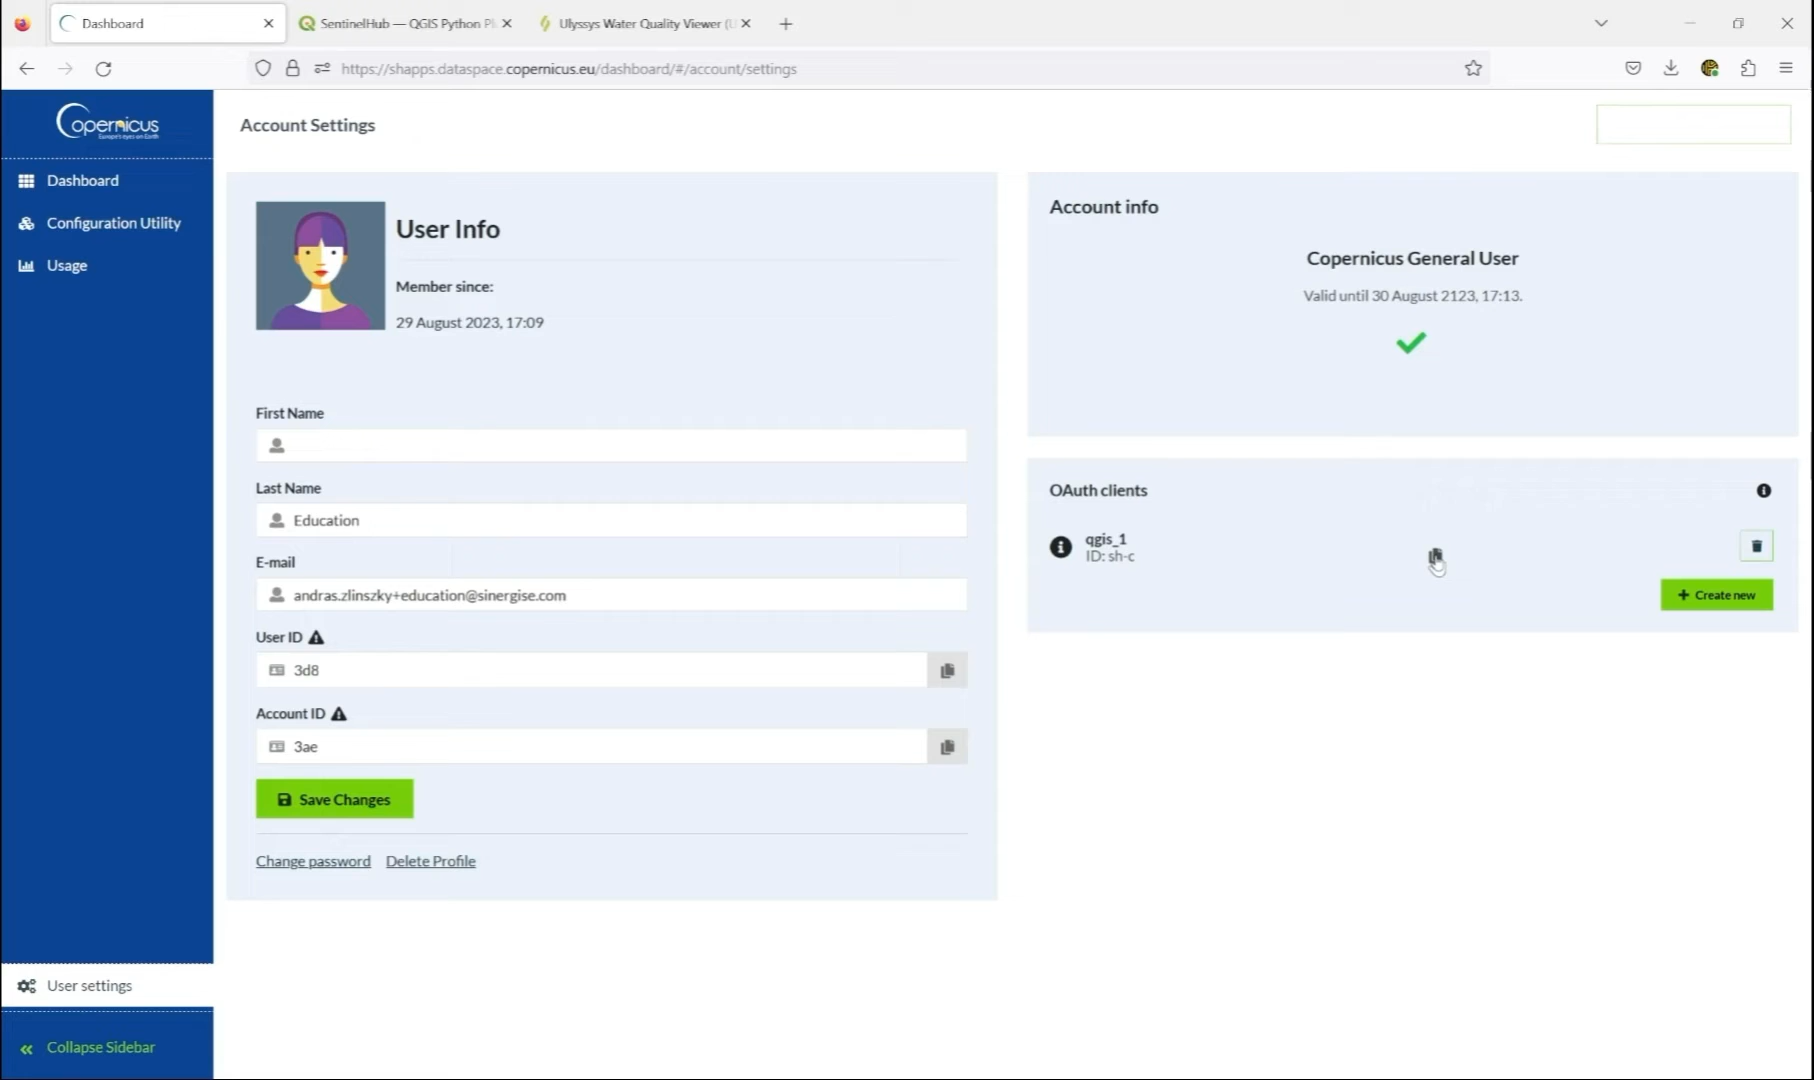 Dashboard
SentinelHub — QGIS Python Pl
Ulyssys Water Quality Viewer (U
https://shapps.dataspace.copernicus.eu/dashboard/#/account/settings
Copernicus
Europe's eyes on Earth
Account Settings
Dashboard
Configuration Utility
Usage
User Info
Member since:
29 August 2023, 17:09
First Name
Last Name
Education
E-mail
andras.zlinszky+education@sinergise.com
User ID
3d8
Account ID
3ae
Save Changes
Change password Delete Profile
Account info
Copernicus General User
Valid until 30 August 2123, 17:13.
OAuth clients
qgis_1
ID: sh-c
+ Create new
User settings
Collapse Sidebar